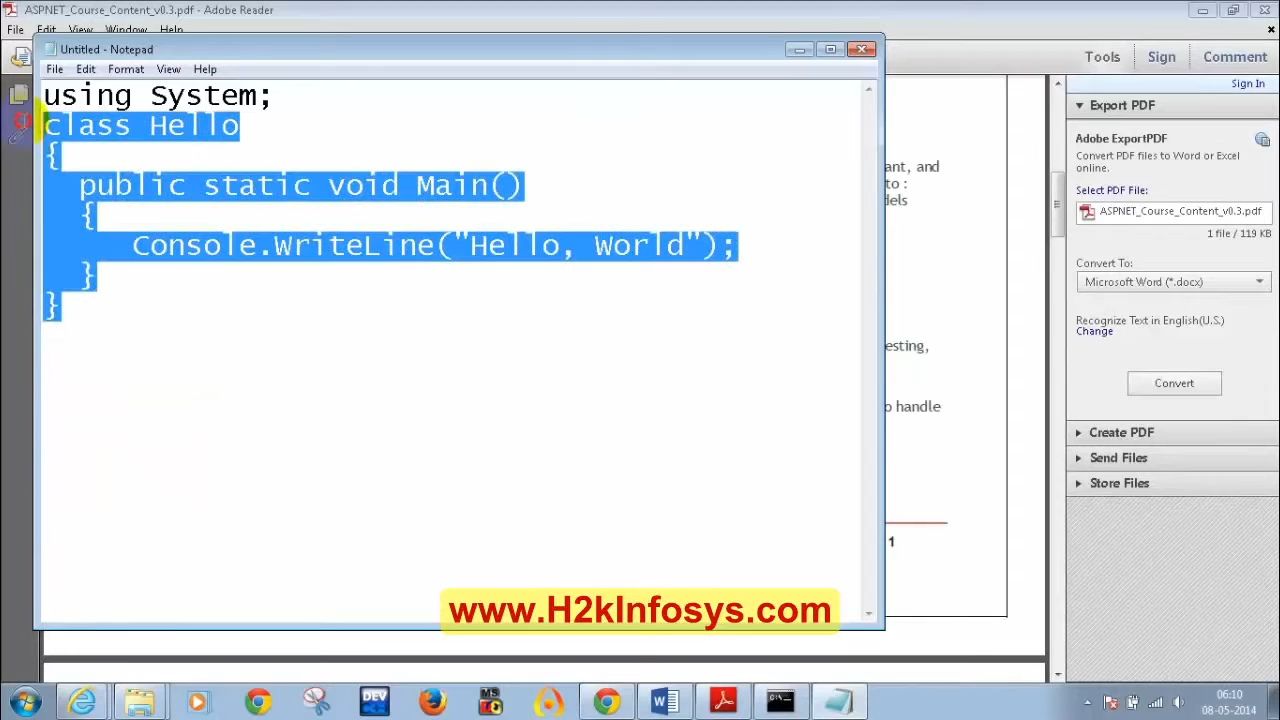 ASPNET_Course_Content_v0.3.pdf - Adobe Reader
File Edit View Window Help
Tools Sign Comment
Untitled - Notepad
File Edit Format View Help
using System;
class Hello
{
public static void Main()
{
Console.WriteLine("Hello, World");
}
}
ant, and
to :
dels
esting,
o handle
1
Sign In
Export PDF
Adobe ExportPDF
Convert PDF files to Word or Excel
online.
Select PDF File:
ASPNET_Course_Content_v0.3.pdf
1 file / 119 KB
Convert To:
Microsoft Word (*.docx)
Recognize Text in English(U.S.)
Change
Convert
Create PDF
Send Files
Store Files
www.H2kInfosys.com
DEV
MS
06:10
08-05-2014